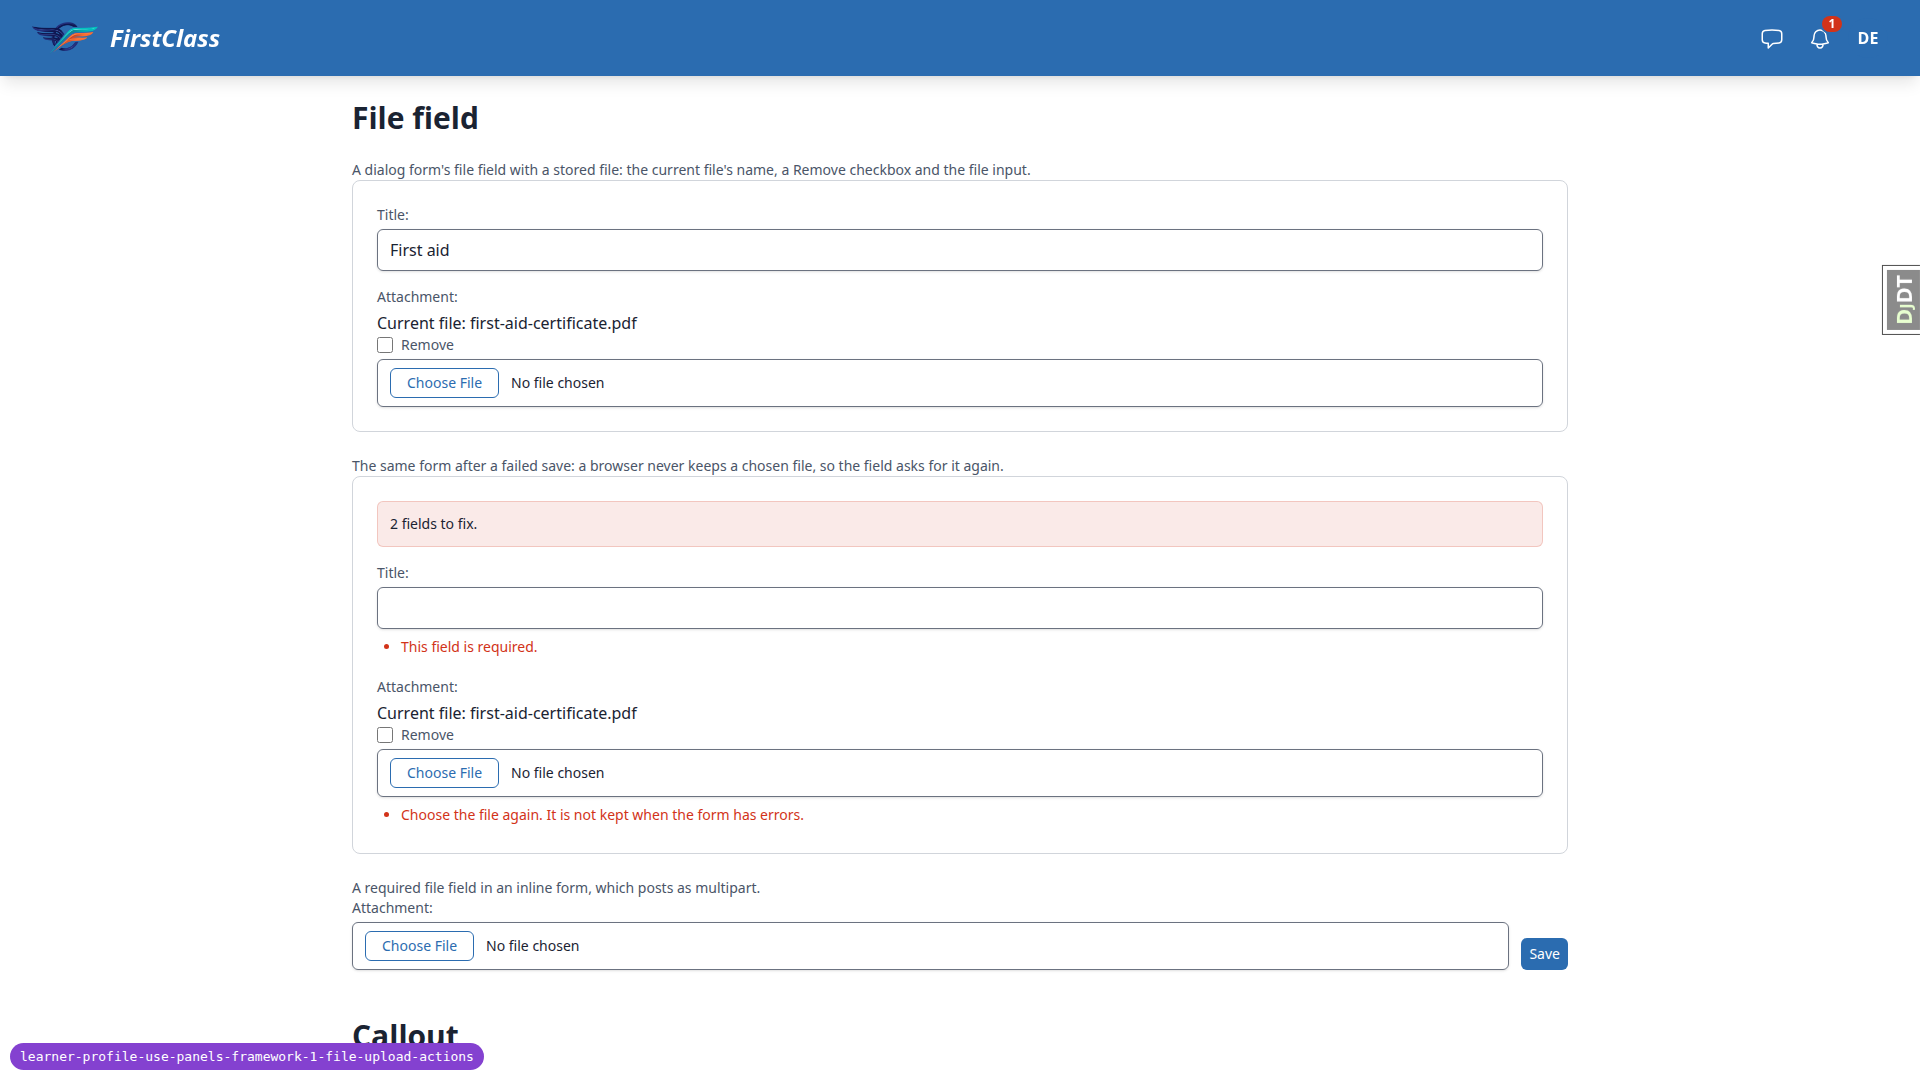 FirstClass
1
DE
File field
A dialog form's file field with a stored file: the current file's name, a Remove checkbox and the file input.
Title:
First aid
Attachment:
Current file: first-aid-certificate.pdf
Remove
Choose File No file chosen
DjDT
The same form after a failed save: a browser never keeps a chosen file, so the field asks for it again.
2 fields to fix.
Title:
This field is required.
Attachment:
Current file: first-aid-certificate.pdf
Remove
Choose File No file chosen
Choose the file again. It is not kept when the form has errors.
A required file field in an inline form, which posts as multipart.
Attachment:
Choose File No file chosen
Save
Callout
learner-profile-use-panels-framework-1-file-upload-actions